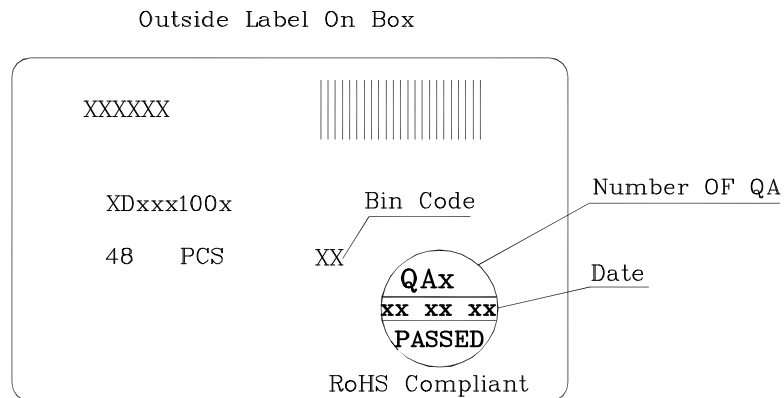 Outside Label On Box
XXXXXX
XDxxx100x
Bin Code
Number OF QA
48 PCS XX
QAx
Date
xx xx xx
PASSED
RoHS Compliant